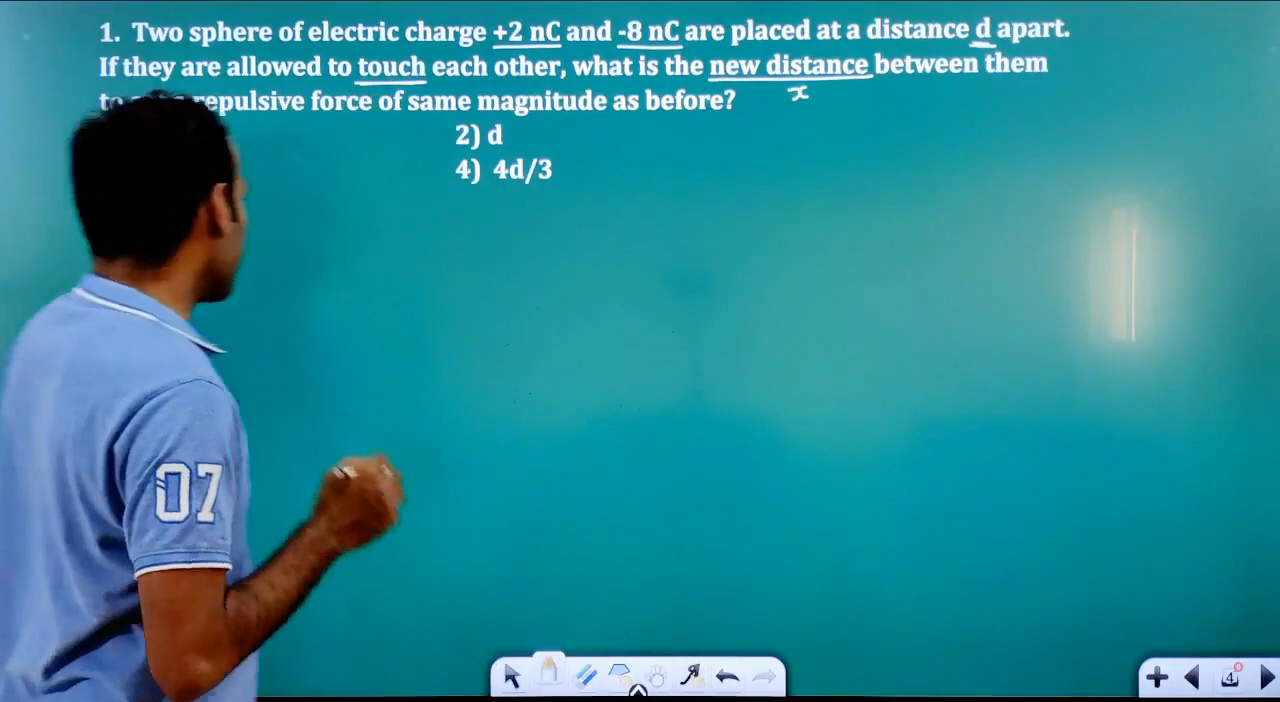 1. Two sphere of electric charge +2 nC and -8 nC are placed at a distance d apart.
If they are allowed to touch each other, what is the new distance between them
repulsive force of same magnitude as before?
x
2) d
4) 4d/3
07
4